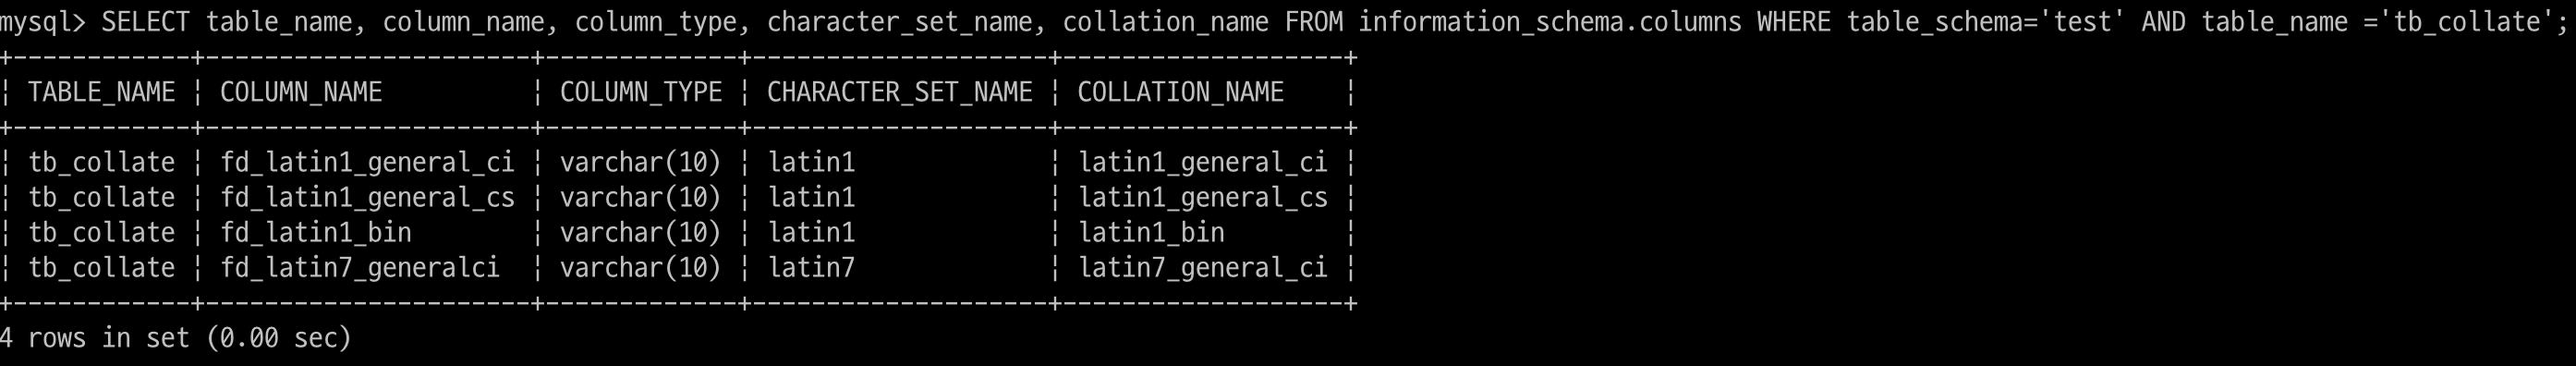 mysql> SELECT table_name, column_name, column_type, character_set_name, collation_name FROM information_schema.columns WHERE table_schema='test' AND table_name ='tb_collate';
+------------+----------------------+-------------+--------------------+-------------------+
¦ TABLE_NAME ¦ COLUMN_NAME          ¦ COLUMN_TYPE ¦ CHARACTER_SET_NAME ¦ COLLATION_NAME    ¦
+------------+----------------------+-------------+--------------------+-------------------+
¦ tb_collate ¦ fd_latin1_general_ci ¦ varchar(10) ¦ latin1             ¦ latin1_general_ci ¦
¦ tb_collate ¦ fd_latin1_general_cs ¦ varchar(10) ¦ latin1             ¦ latin1_general_cs ¦
¦ tb_collate ¦ fd_latin1_bin        ¦ varchar(10) ¦ latin1             ¦ latin1_bin        ¦
¦ tb_collate ¦ fd_latin7_generalci  ¦ varchar(10) ¦ latin7             ¦ latin7_general_ci ¦
+------------+----------------------+-------------+--------------------+-------------------+
4 rows in set (0.00 sec)